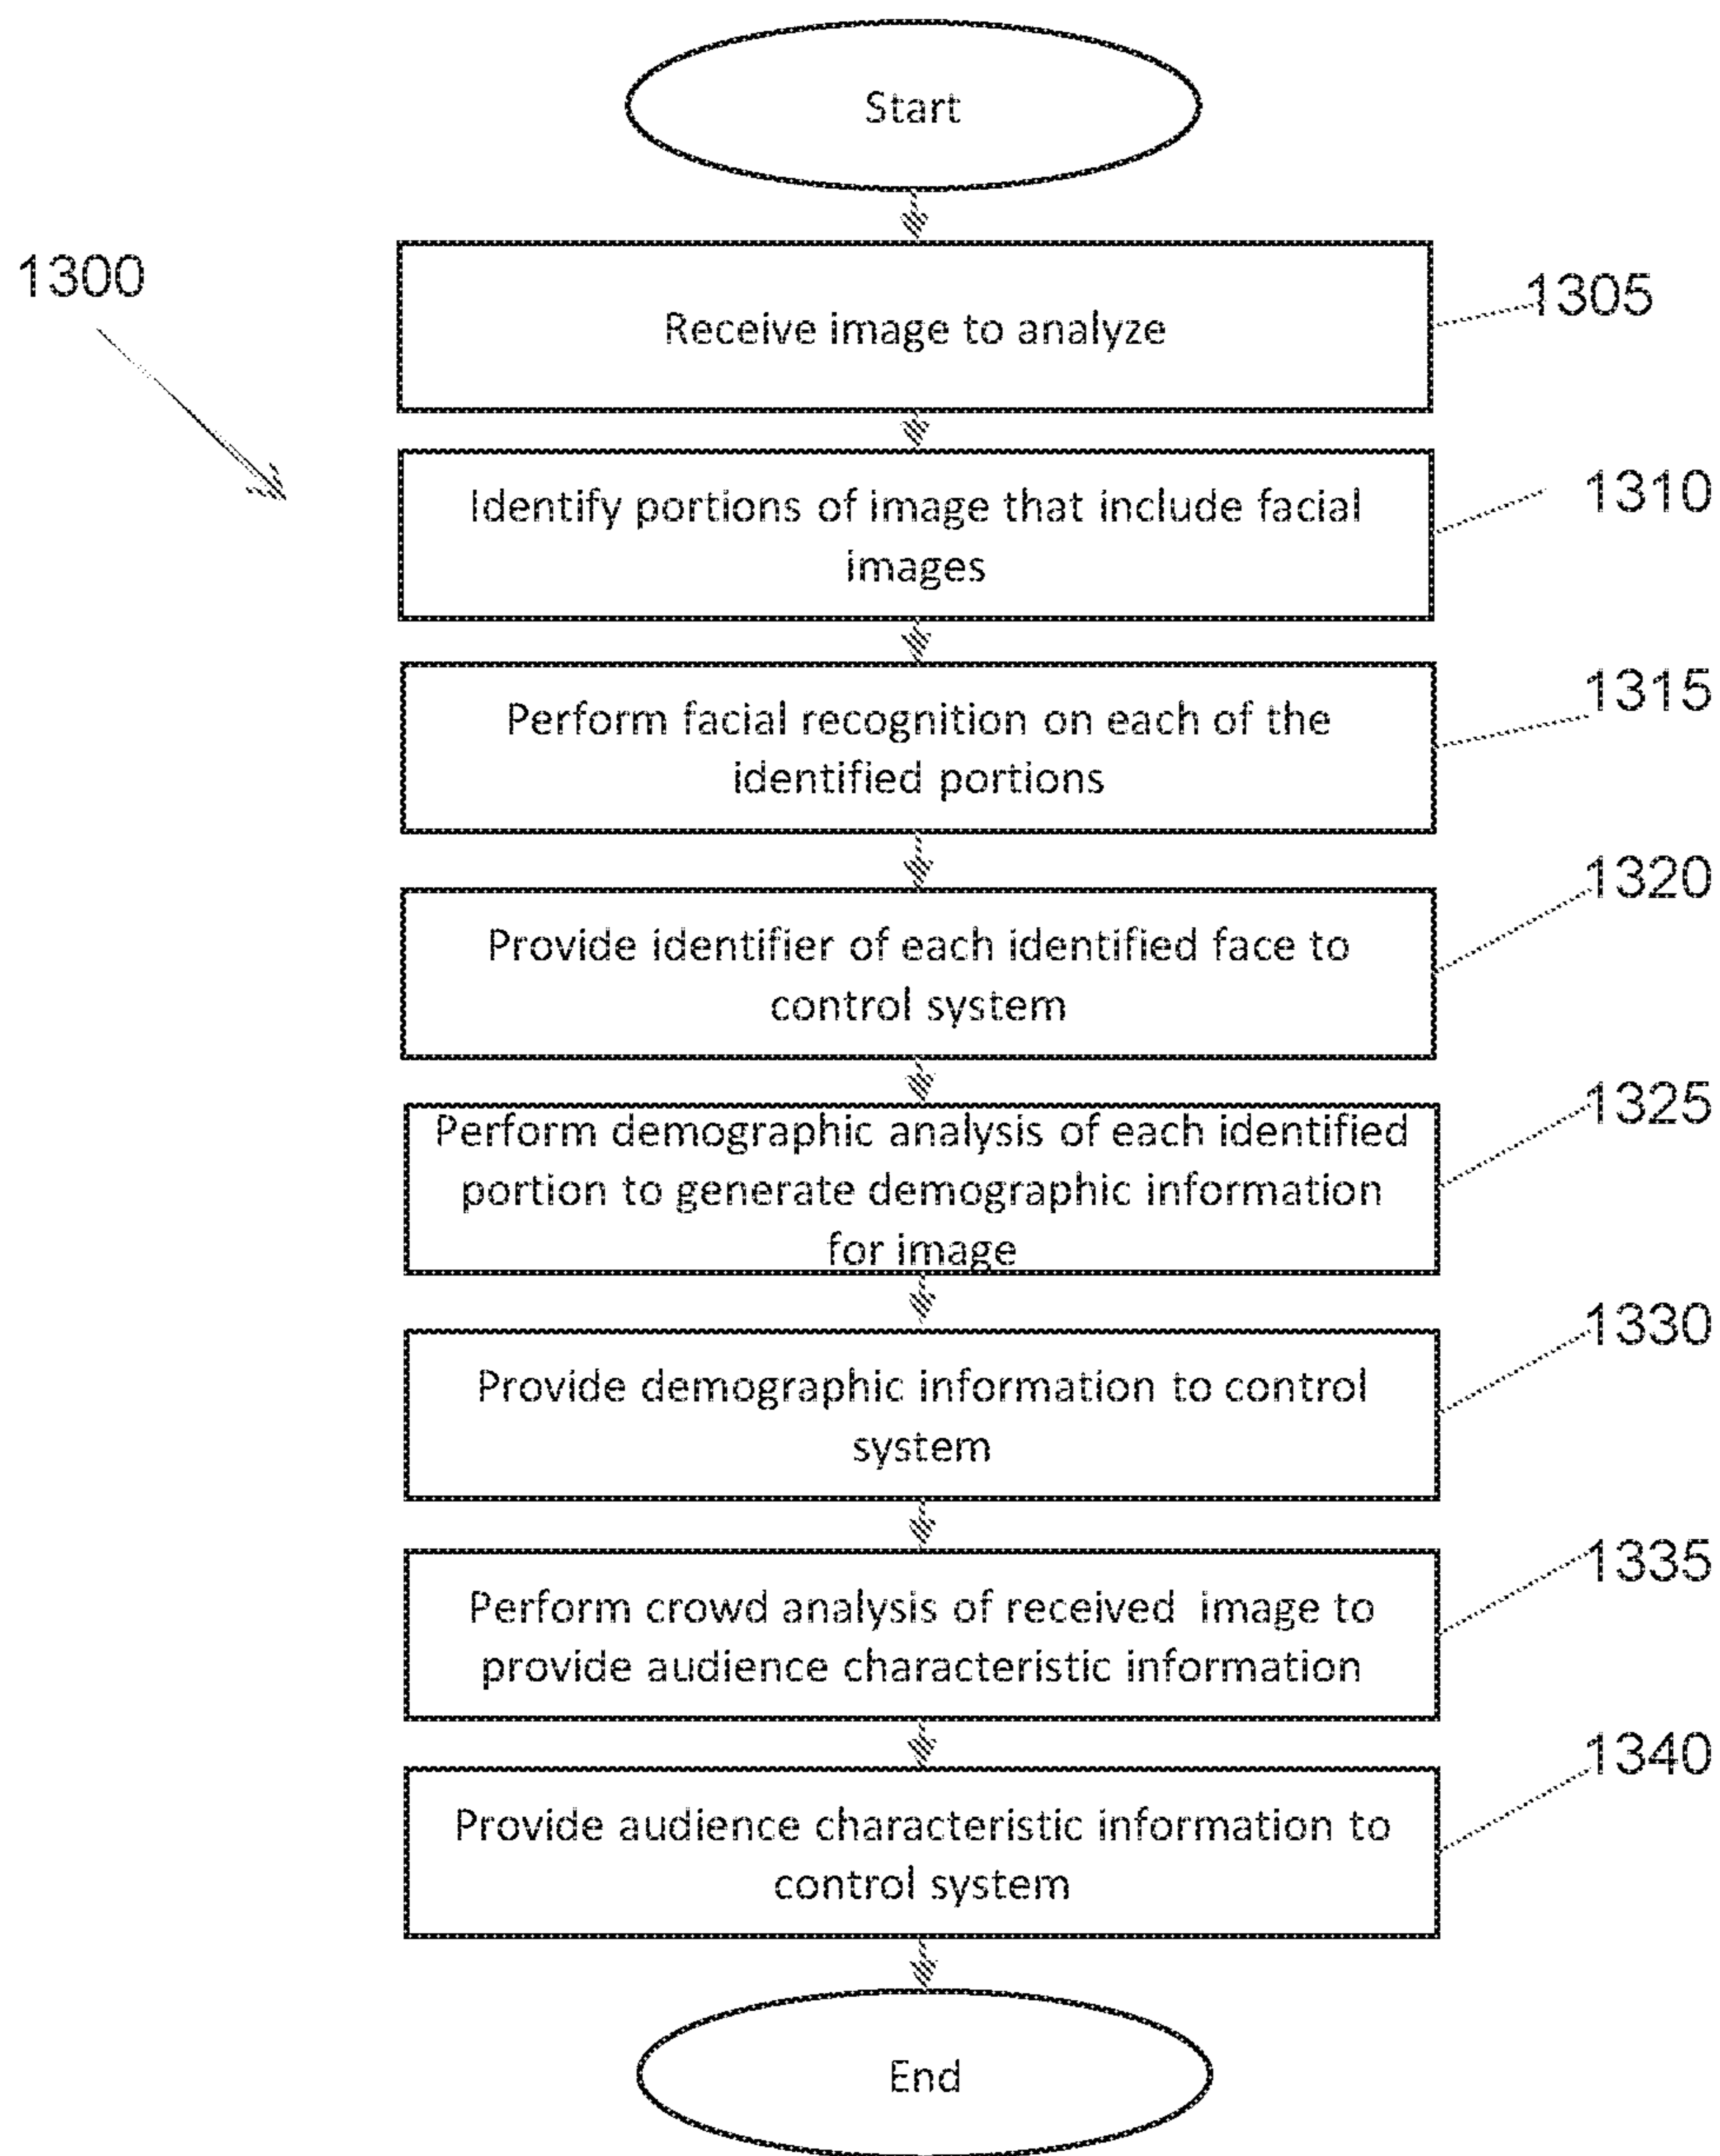 Start
1300
1305
Receive image to analyze
1310
Identify portions of image that include facial
images
1315
Perform facial recognition on each of the
identified portions
1320
Provide identifier of each identified face to
control system
1325
Perform demographic analysis of each identified
portion to generate demographic information
for image
1330
Provide demographic information to control
system
1335
Perform crowd analysis of received image to
provide audience characteristic information
1340
Provide audience characteristic information to
control system
End